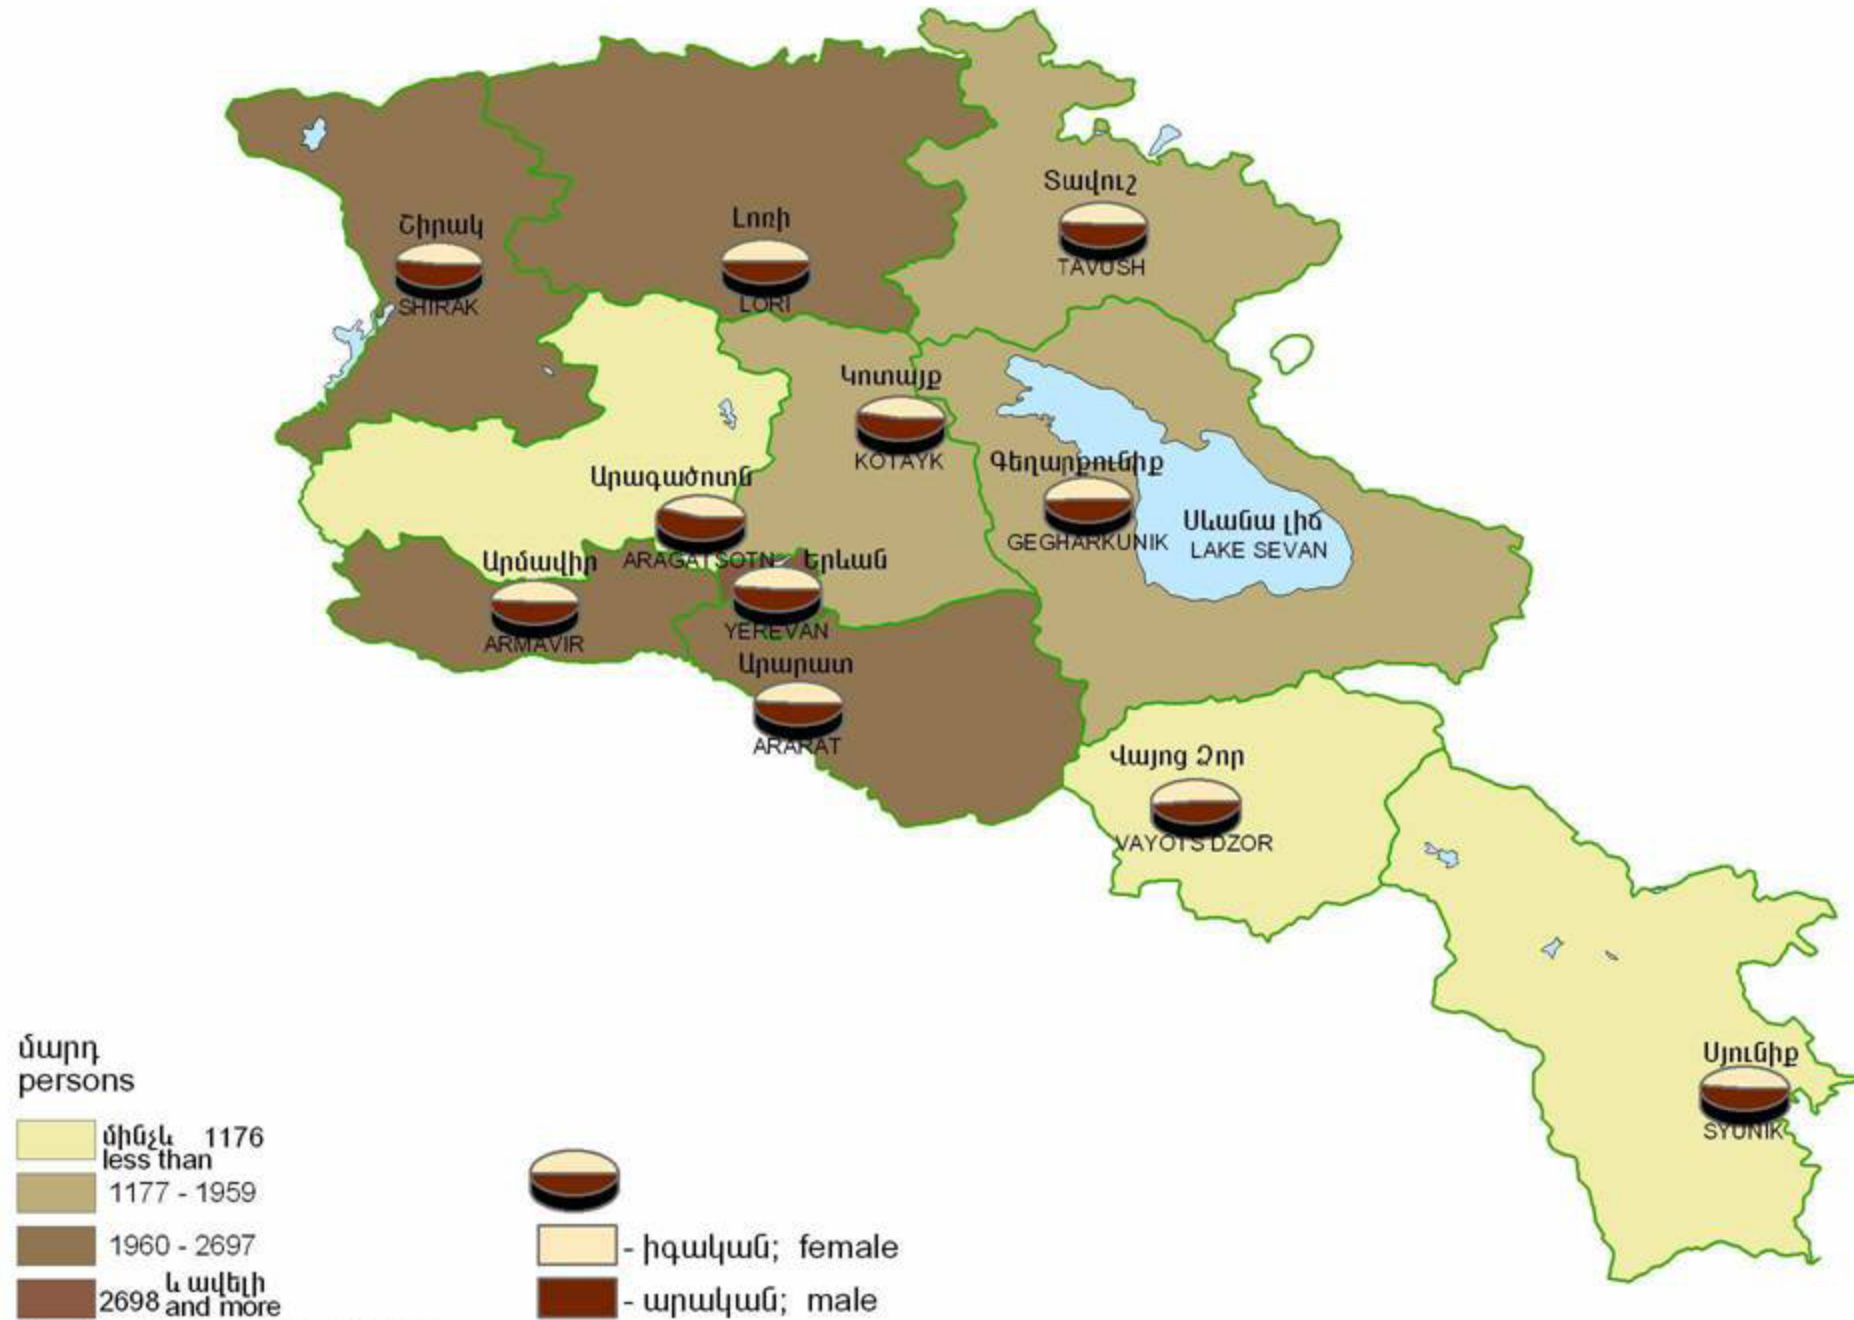 Տավուշ
TAVUSH
Շիրակ
SHIRAK
Լոռի
LORI
Կոտայք
KOTAYK
Գեղարքունիք
GEGHARKUNIK
Սևանա լիճ
LAKE SEVAN
Արագածոտն
ARAGATSOTN
Երևան
YEREVAN
Արմավիր
ARMAVIR
Արարատ
ARARAT
Վայոց Ձոր
VAYOTS DZOR
Սյունիք
SYUNIK
մարդ
persons
մինչև 1176
less than
1177 - 1959
1960 - 2697
2698 և ավելի
and more
- իգական; female
- արական; male